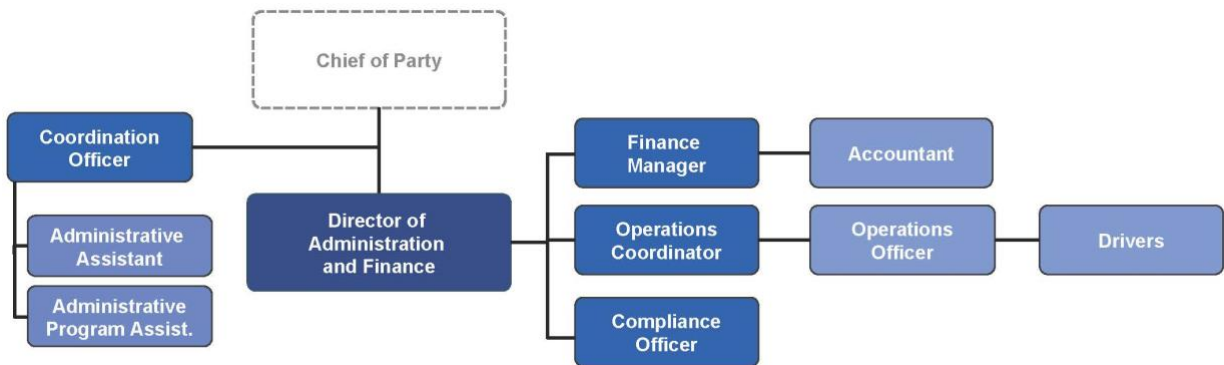 Chief of Party
Coordination
Officer
Administrative
Assistant
Administrative
Program Assist.
Director of
Administration
and Finance
Finance
Manager
Accountant
Operations
Coordinator
Operations
Officer
Drivers
Compliance
Officer